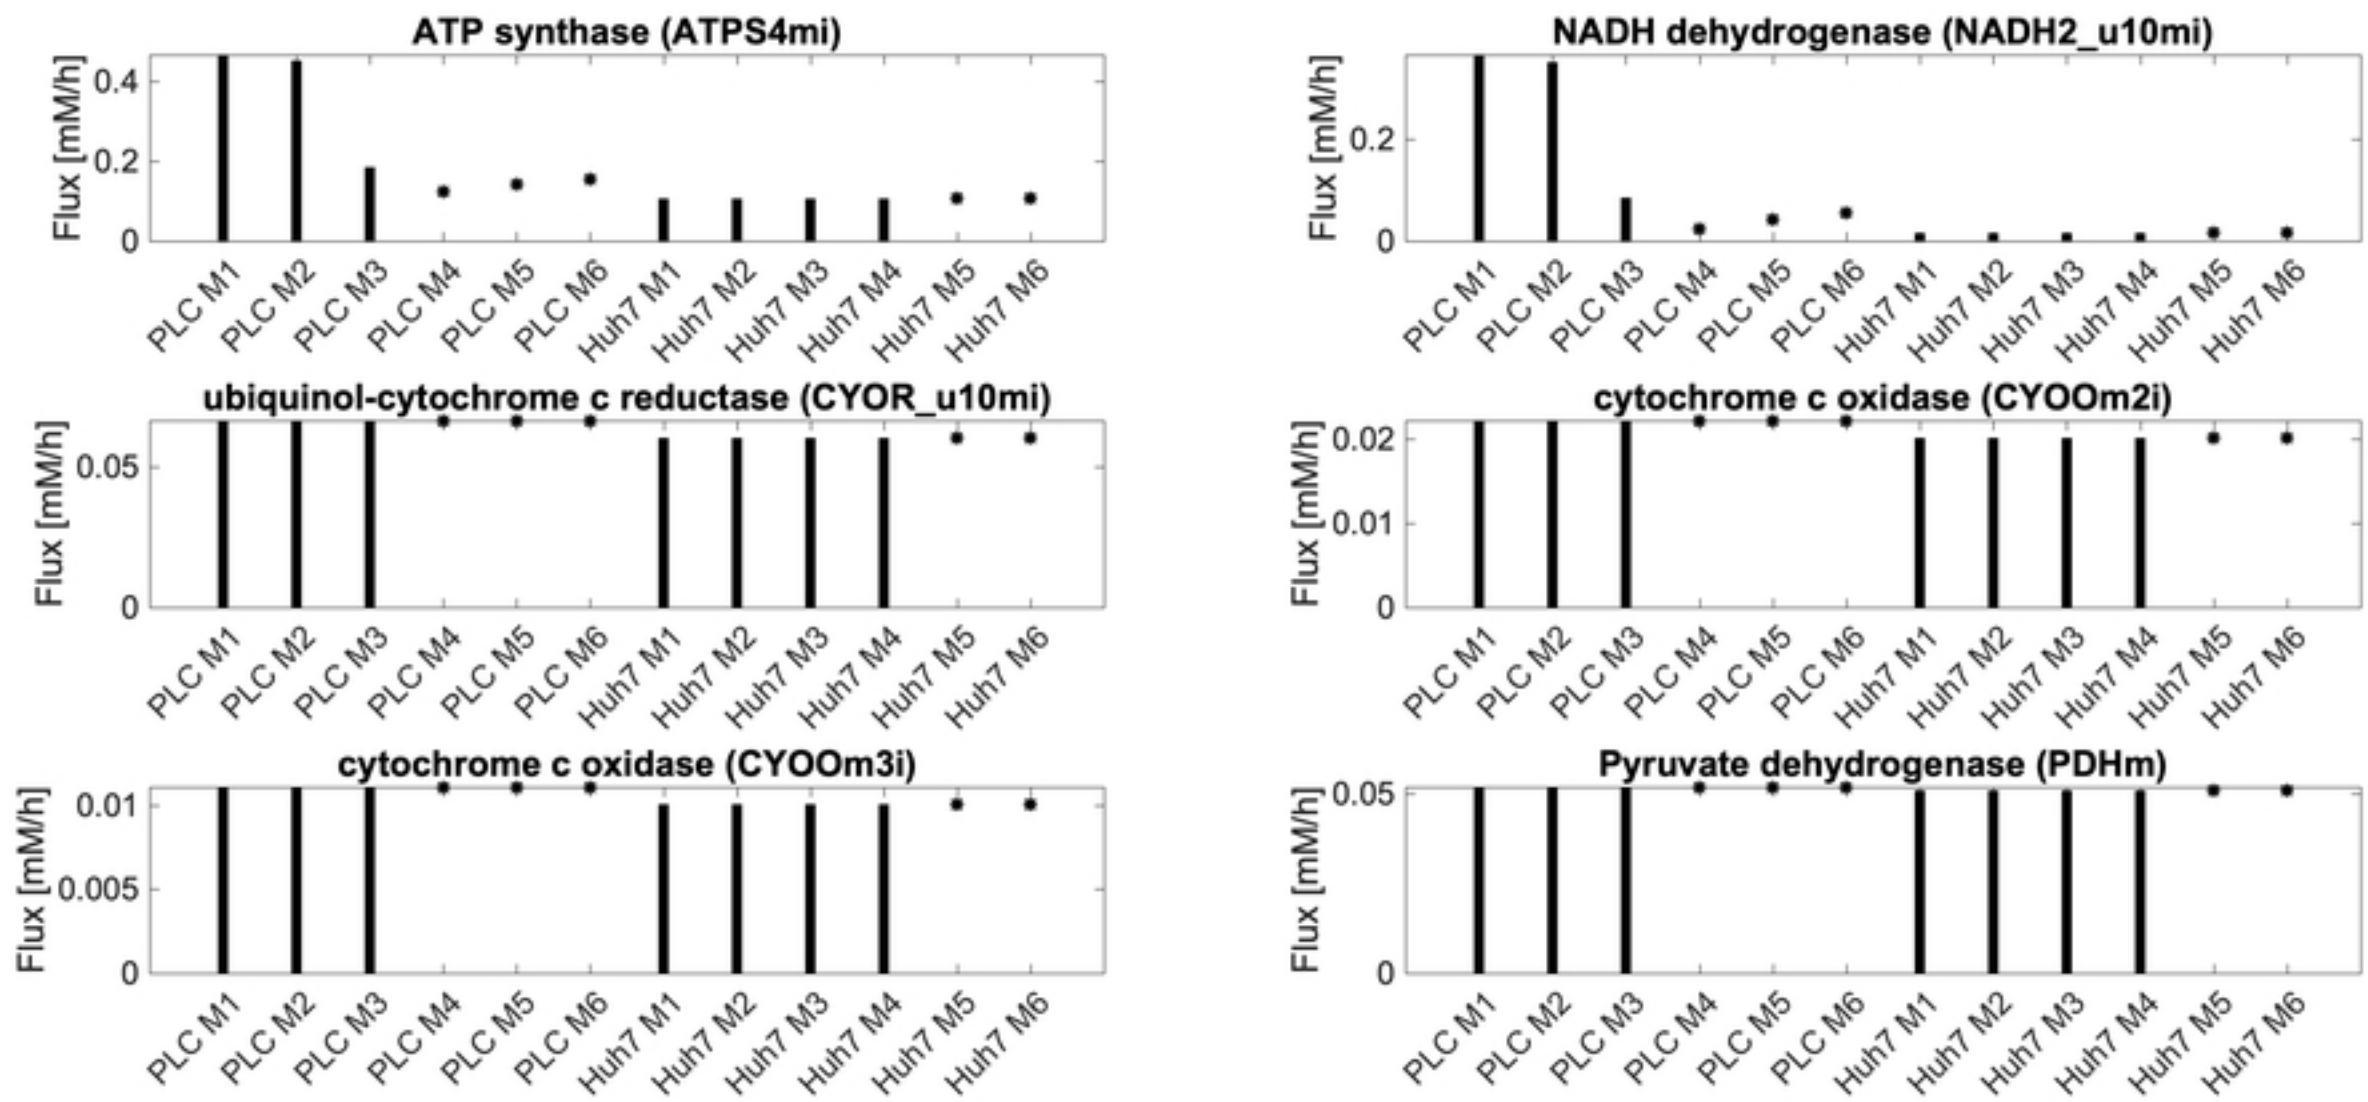 ATP synthase (ATPS4mi)
Flux [mM/h]
0.4
0.2
0
PLC M1
PLC M2
PLC M3
PLC M4
PLC M5
PLC M6
Huh7 M1
Huh7 M2
Huh7 M3
Huh7 M4
Huh7 M5
Huh7 M6
NADH dehydrogenase (NADH2_u10mi)
Flux [mM/h]
0.2
0
PLC M1
PLC M2
PLC M3
PLC M4
PLC M5
PLC M6
Huh7 M1
Huh7 M2
Huh7 M3
Huh7 M4
Huh7 M5
Huh7 M6
ubiquinol-cytochrome c reductase (CYOR_u10mi)
Flux [mM/h]
0.05
0
PLC M1
PLC M2
PLC M3
PLC M4
PLC M5
PLC M6
Huh7 M1
Huh7 M2
Huh7 M3
Huh7 M4
Huh7 M5
Huh7 M6
cytochrome c oxidase (CYOOm2i)
Flux [mM/h]
0.02
0.01
0
PLC M1
PLC M2
PLC M3
PLC M4
PLC M5
PLC M6
Huh7 M1
Huh7 M2
Huh7 M3
Huh7 M4
Huh7 M5
Huh7 M6
cytochrome c oxidase (CYOOm3i)
Flux [mM/h]
0.01
0.005
0
PLC M1
PLC M2
PLC M3
PLC M4
PLC M5
PLC M6
Huh7 M1
Huh7 M2
Huh7 M3
Huh7 M4
Huh7 M5
Huh7 M6
Pyruvate dehydrogenase (PDHm)
Flux [mM/h]
0.05
0
PLC M1
PLC M2
PLC M3
PLC M4
PLC M5
PLC M6
Huh7 M1
Huh7 M2
Huh7 M3
Huh7 M4
Huh7 M5
Huh7 M6